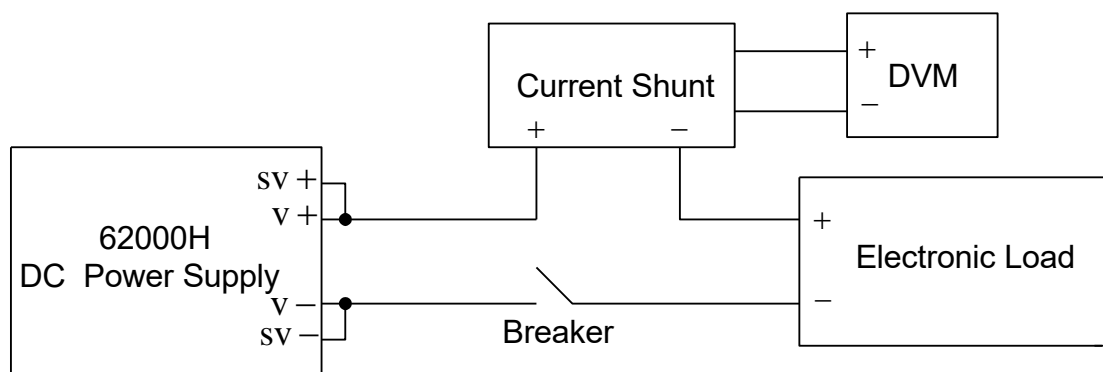 Current Shunt
+ −
+
DVM
−
SV +
V +
62000H
DC Power Supply
V −
SV −
Breaker
+
Electronic Load
−